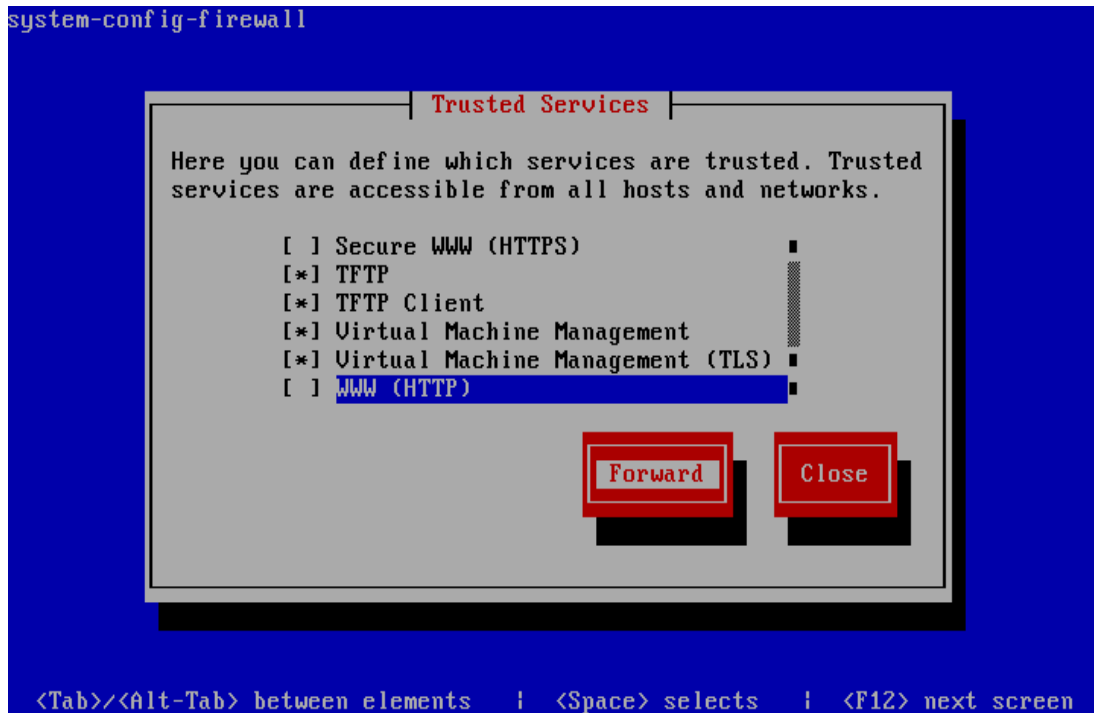 system-config-firewall
Trusted Services
Here you can define which services are trusted. Trusted
services are accessible from all hosts and networks.
[ ] Secure WWW (HTTPS)
[*] TFTP
[*] TFTP Client
[*] Virtual Machine Management
[*] Virtual Machine Management (TLS)
[ ] WWW (HTTP)
Forward Close
<Tab>/<Alt-Tab> between elements | <Space> selects | <F12> next screen